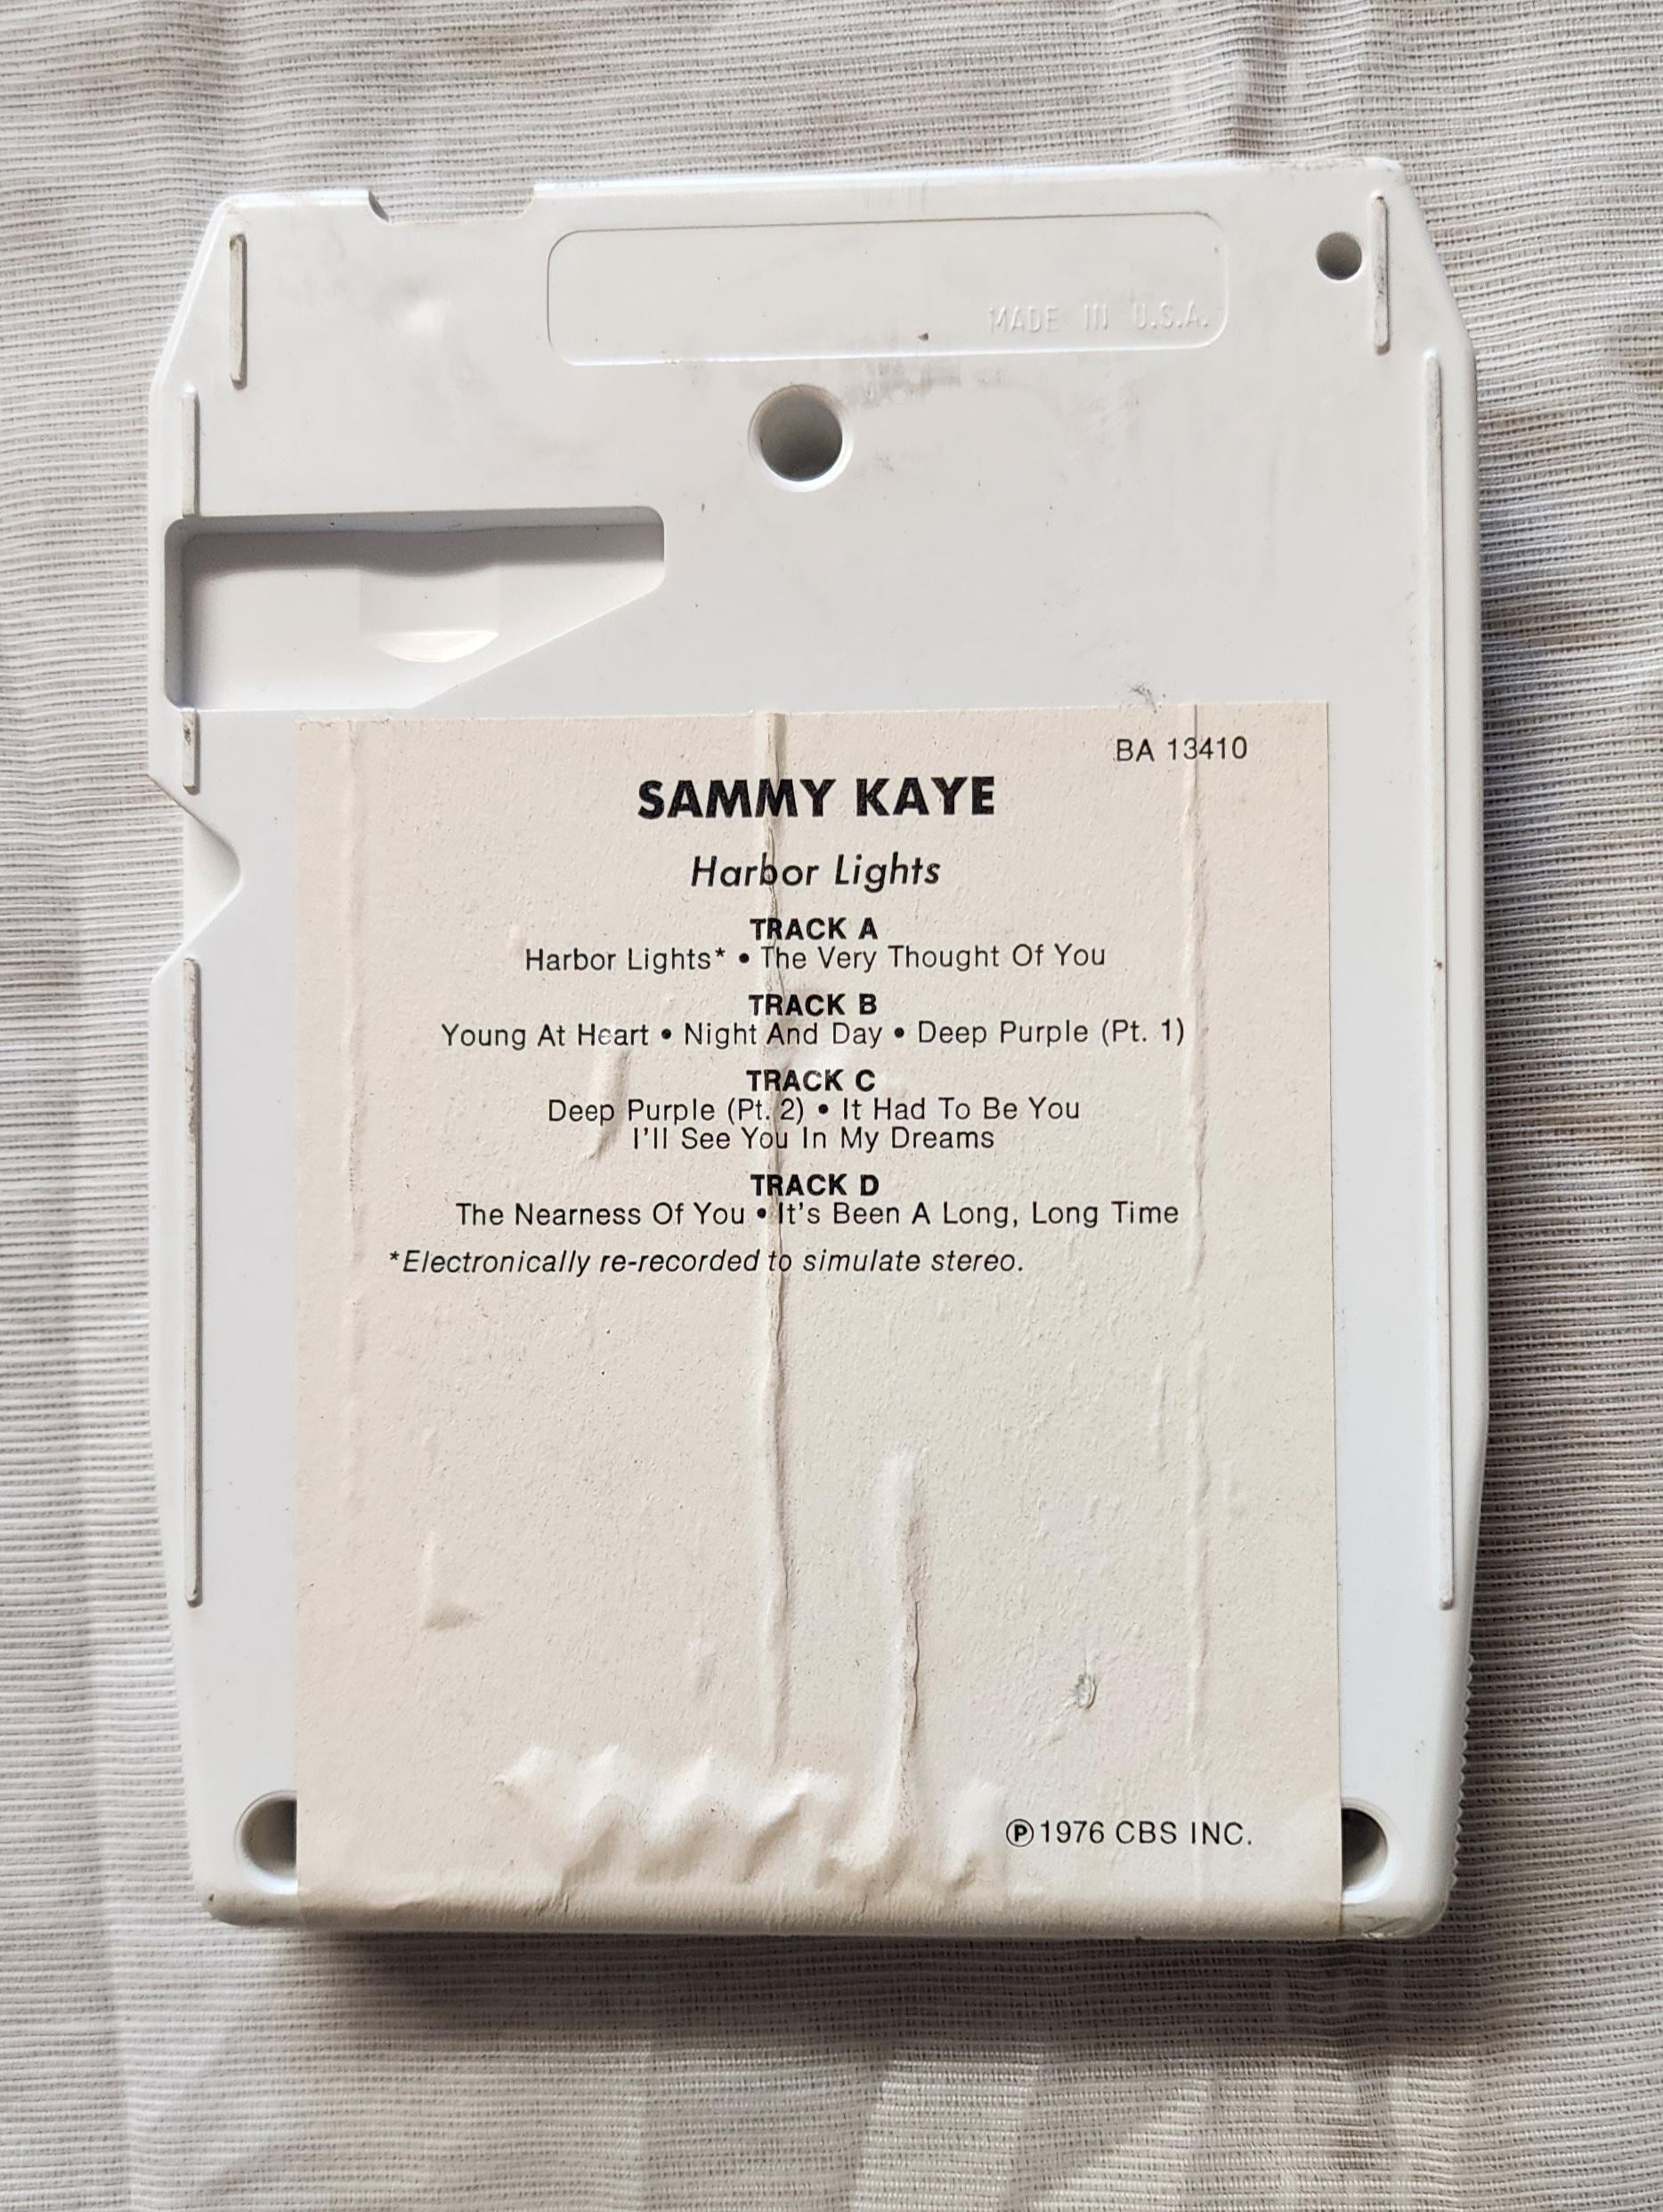 MADE IN U.S.A.
BA 13410
SAMMY KAYE
Harbor Lights
TRACK A
Harbor Lights* • The Very Thought Of You
TRACK B
Young At Heart • Night And Day • Deep Purple (Pt. 1)
TRACK C
Deep Purple (Pt. 2) • It Had To Be You
I'll See You In My Dreams
TRACK D
The Nearness Of You • It's Been A Long, Long Time
*Electronically re-recorded to simulate stereo.
℗1976 CBS INC.